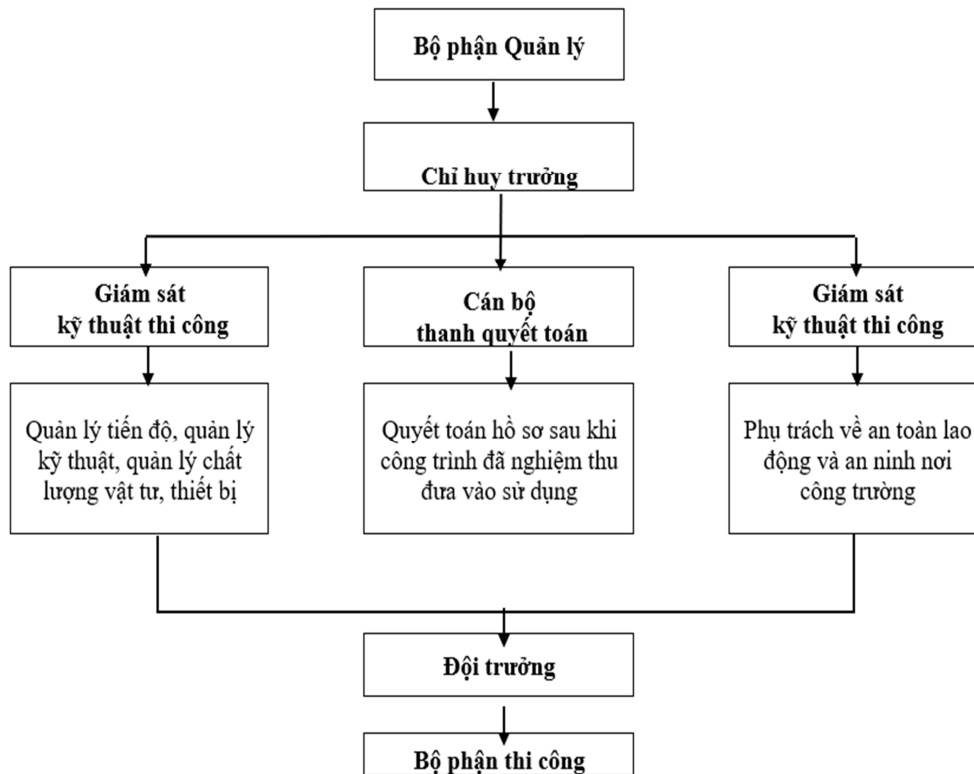 Bộ phận Quản lý
Chỉ huy trưởng
Giám sát
kỹ thuật thi công
Cán bộ
thanh quyết toán
Giám sát
kỹ thuật thi công
Quản lý tiến độ, quản lý
kỹ thuật, quản lý chất
lượng vật tư, thiết bị
Quyết toán hồ sơ sau khi
công trình đã nghiệm thu
đưa vào sử dụng
Phụ trách về an toàn lao
động và an ninh nơi
công trường
Đội trưởng
Bộ phận thi công